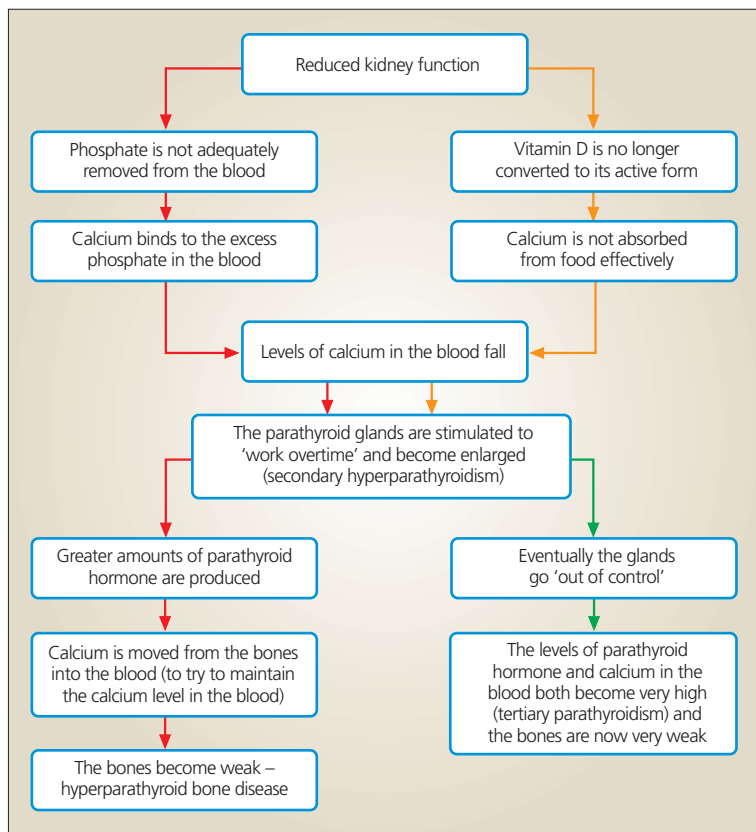 Reduced kidney function
Phosphate is not adequately
removed from the blood
Vitamin D is no longer
converted to its active form
Calcium binds to the excess
phosphate in the blood
Calcium is not absorbed
from food effectively
Levels of calcium in the blood fall
The parathyroid glands are stimulated to
‘work overtime’ and become enlarged
(secondary hyperparathyroidism)
Greater amounts of parathyroid
hormone are produced
Eventually the glands
go ‘out of control’
Calcium is moved from the bones
into the blood (to try to maintain
the calcium level in the blood)
The levels of parathyroid
hormone and calcium in the
blood both become very high
(tertiary parathyroidism) and
the bones are now very weak
The bones become weak –
hyperparathyroid bone disease